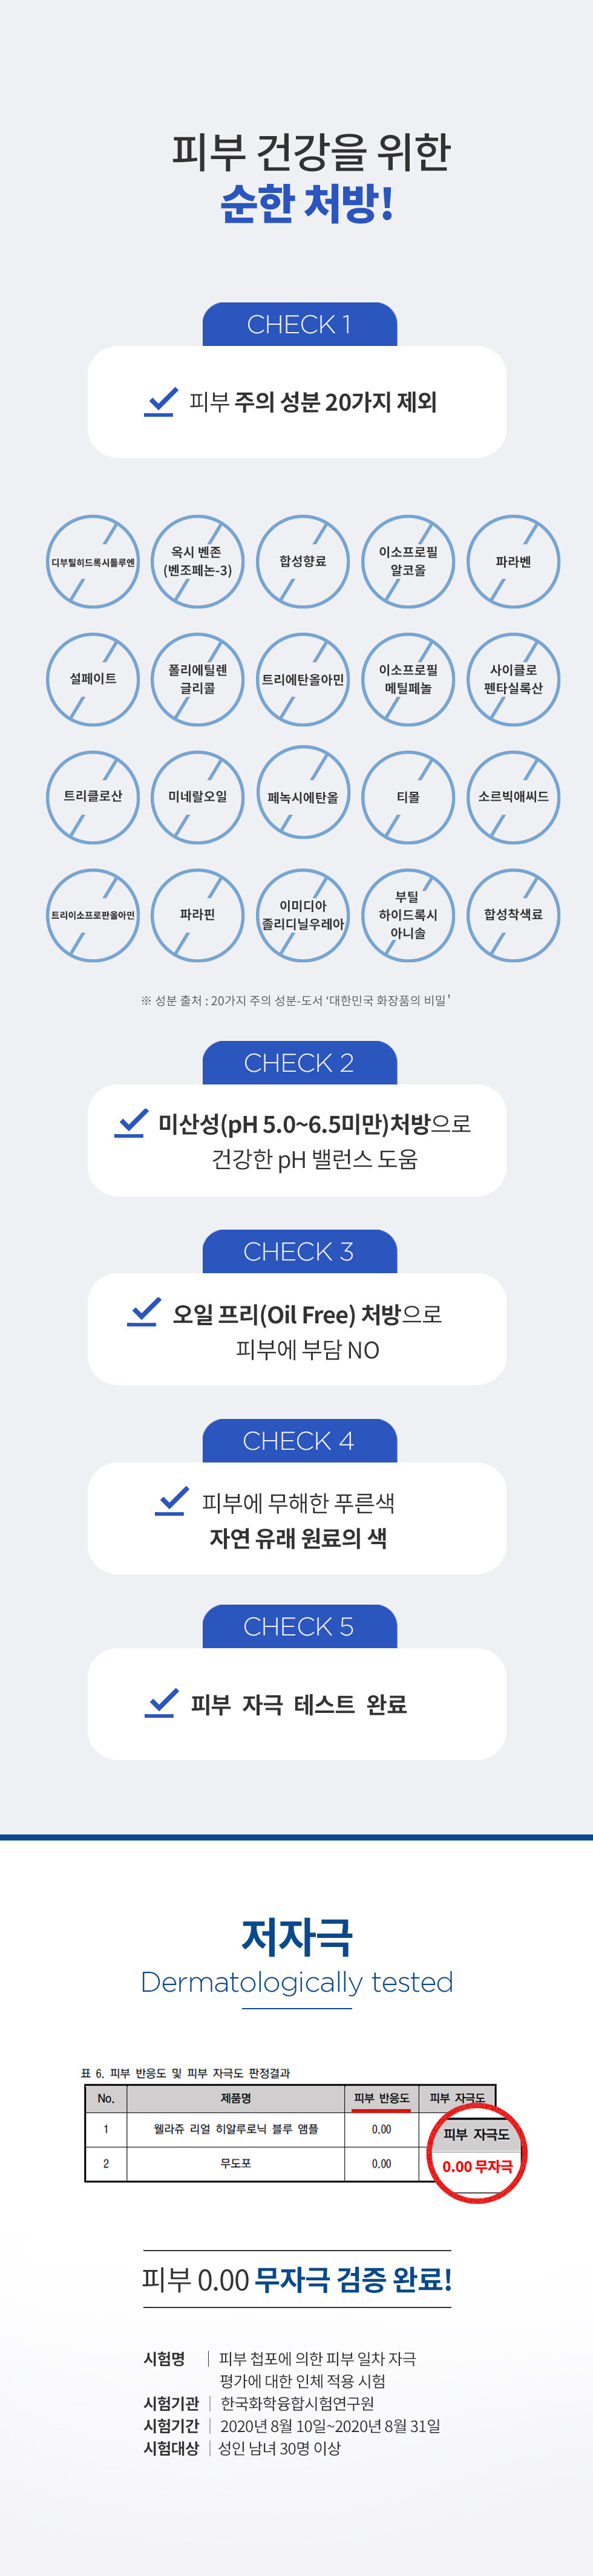 피부 건강을 위한
순한 처방!
CHECK 1
피부 주의 성분 20가지 제외
디부틸히드록시톨루엔
옥시 벤존
(벤조페논-3)
합성향료
이소프로필
알코올
파라벤
설페이트
폴리에틸렌
글리콜
트리에탄올아민
이소프로필
메틸페놀
사이클로
펜타실록산
트리클로산
미네랄오일
페녹시에탄올
티몰
소르빅애씨드
트리이소프로판올아민
파라핀
이미디아
졸리디닐우레아
부틸
하이드록시
아니솔
합성착색료
※ 성분 출처 : 20가지 주의 성분-도서 ‘대한민국 화장품의 비밀'
CHECK 2
미산성(pH 5.0~6.5미만)처방으로
건강한 pH 밸런스 도움
CHECK 3
오일 프리(Oil Free) 처방으로
피부에 부담 NO
CHECK 4
피부에 무해한 푸른색
자연 유래 원료의 색
CHECK 5
피부 자극 테스트 완료
저자극
Dermatologically tested
표 6. 피부 반응도 및 피부 자극도 판정결과
No. 제품명 피부 반응도 피부 자극도
1 웰라쥬 리얼 히알루로닉 블루 앰플 0.00
2 무도포 0.00
피부 자극도
0.00 무자극
피부 0.00 무자극 검증 완료!
시험명 | 피부 첩포에 의한 피부 일차 자극
평가에 대한 인체 적용 시험
시험기관 | 한국화학융합시험연구원
시험기간 | 2020년 8월 10일~2020년 8월 31일
시험대상 | 성인 남녀 30명 이상